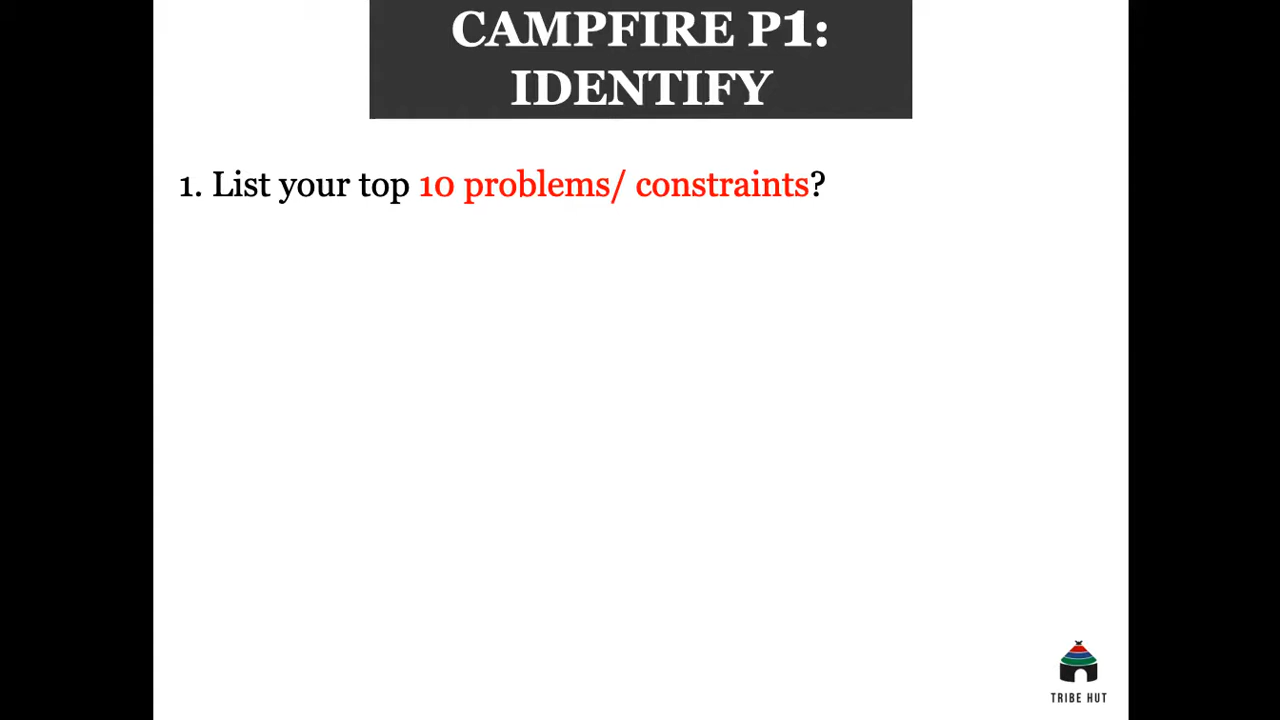 CAMPFIRE P1:
IDENTIFY
1. List your top 10 problems/ constraints?
TRIBE HUT